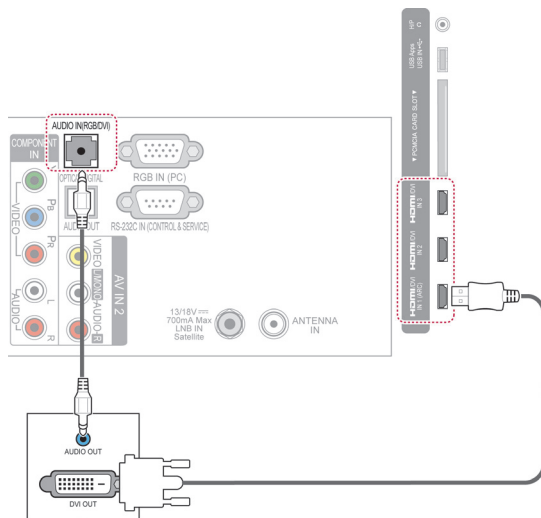 H/P
USB Apps
USB IN
▼ PCMCIA CARD SLOT ▼
HDMI/DVI
IN 3
HDMI/DVI
IN 2
HDMI/DVI
IN 1 (ARC)
AUDIO IN(RGB/DVI)
COMPONENT
IN
Y
PB
PR
VIDEO
L
R
AUDIO
OPTICAL DIGITAL
AUDIO OUT
RGB IN (PC)
RS-232C IN (CONTROL & SERVICE)
VIDEO
L/MONO
AUDIO
R
AV IN 2
13/18V
700mA Max
LNB IN
Satellite
ANTENNA
IN
AUDIO OUT
DVI OUT